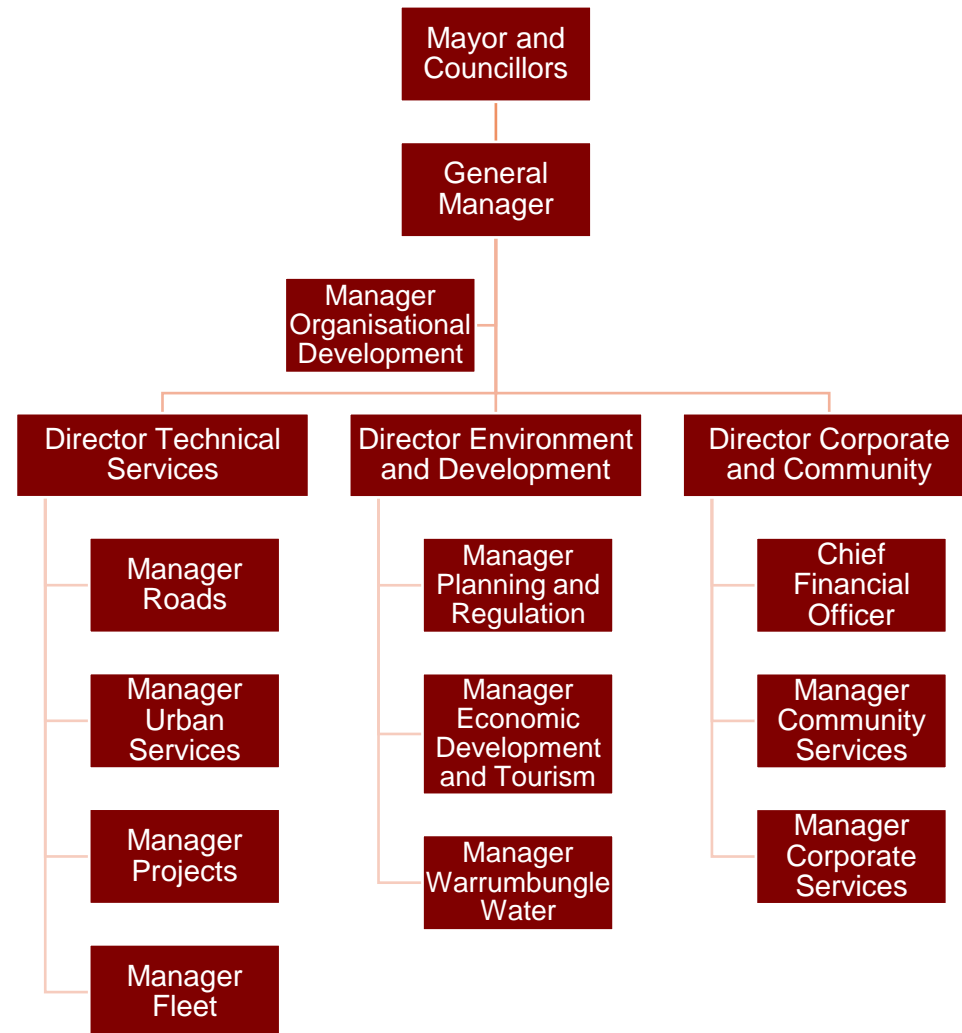 Mayor and
Councillors
General
Manager
Manager
Organisational
Development
Director Technical
Services
Director Environment
and Development
Director Corporate
and Community
Manager
Roads
Manager
Planning and
Regulation
Chief
Financial
Officer
Manager
Urban
Services
Manager
Economic
Development
and Tourism
Manager
Community
Services
Manager
Projects
Manager
Warrumbungle
Water
Manager
Corporate
Services
Manager
Fleet